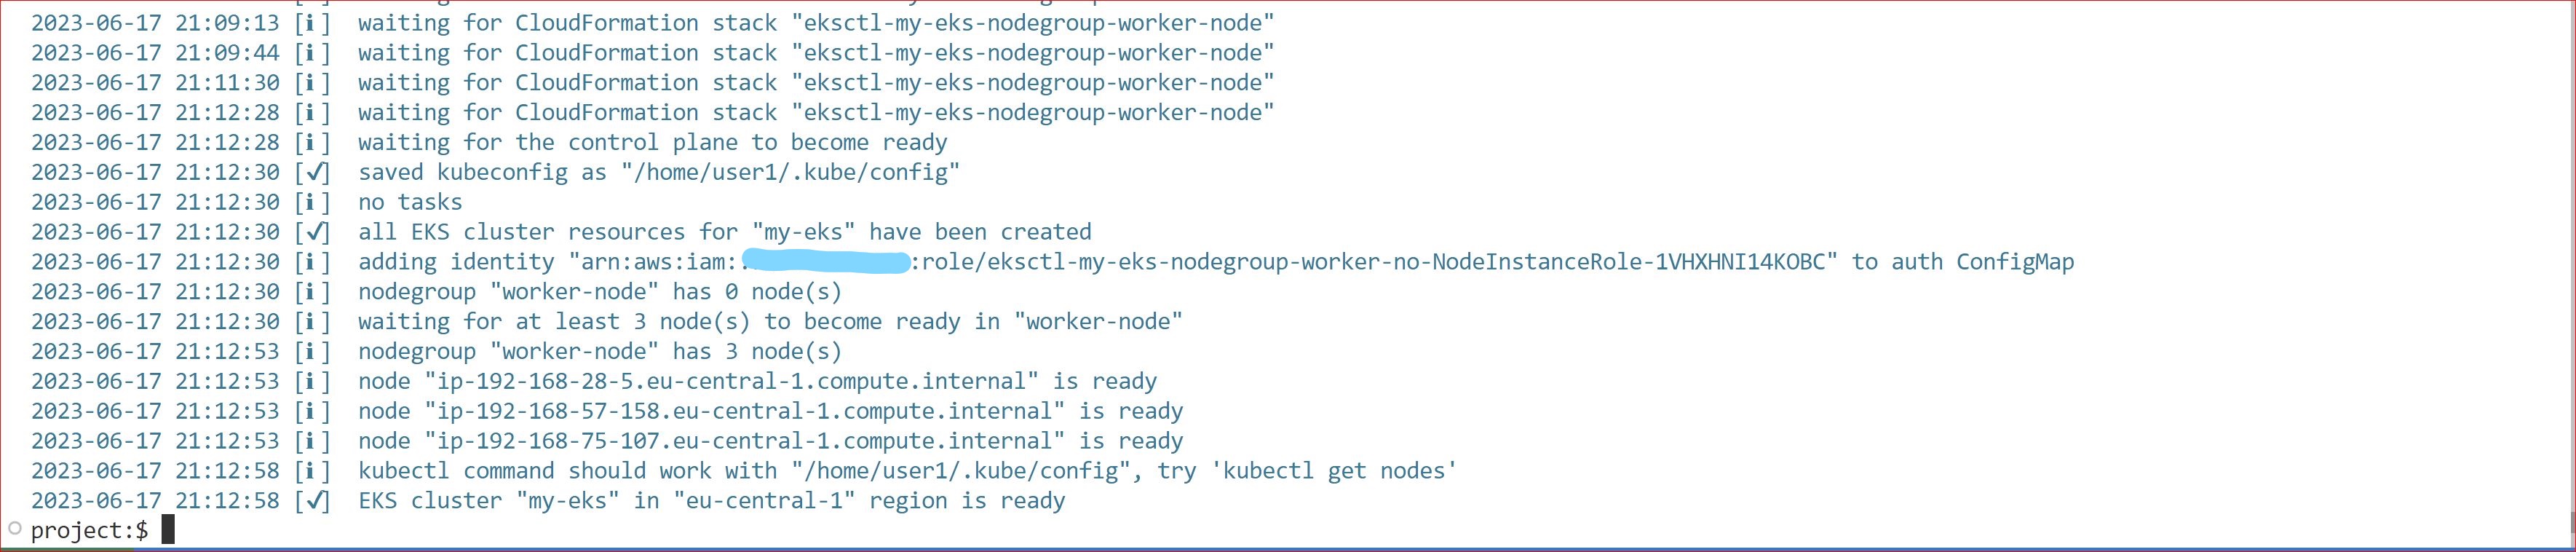 2023-06-17 21:09:13 [ℹ]  waiting for CloudFormation stack "eksctl-my-eks-nodegroup-worker-node"
2023-06-17 21:09:44 [ℹ]  waiting for CloudFormation stack "eksctl-my-eks-nodegroup-worker-node"
2023-06-17 21:11:30 [ℹ]  waiting for CloudFormation stack "eksctl-my-eks-nodegroup-worker-node"
2023-06-17 21:12:28 [ℹ]  waiting for CloudFormation stack "eksctl-my-eks-nodegroup-worker-node"
2023-06-17 21:12:28 [ℹ]  waiting for the control plane to become ready
2023-06-17 21:12:30 [✓]  saved kubeconfig as "/home/user1/.kube/config"
2023-06-17 21:12:30 [ℹ]  no tasks
2023-06-17 21:12:30 [✓]  all EKS cluster resources for "my-eks" have been created
2023-06-17 21:12:30 [ℹ]  adding identity "arn:aws:iam:: :role/eksctl-my-eks-nodegroup-worker-no-NodeInstanceRole-1VHXHNI14KOBC" to auth ConfigMap
2023-06-17 21:12:30 [ℹ]  nodegroup "worker-node" has 0 node(s)
2023-06-17 21:12:30 [ℹ]  waiting for at least 3 node(s) to become ready in "worker-node"
2023-06-17 21:12:53 [ℹ]  nodegroup "worker-node" has 3 node(s)
2023-06-17 21:12:53 [ℹ]  node "ip-192-168-28-5.eu-central-1.compute.internal" is ready
2023-06-17 21:12:53 [ℹ]  node "ip-192-168-57-158.eu-central-1.compute.internal" is ready
2023-06-17 21:12:53 [ℹ]  node "ip-192-168-75-107.eu-central-1.compute.internal" is ready
2023-06-17 21:12:58 [ℹ]  kubectl command should work with "/home/user1/.kube/config", try 'kubectl get nodes'
2023-06-17 21:12:58 [✓]  EKS cluster "my-eks" in "eu-central-1" region is ready
project:$